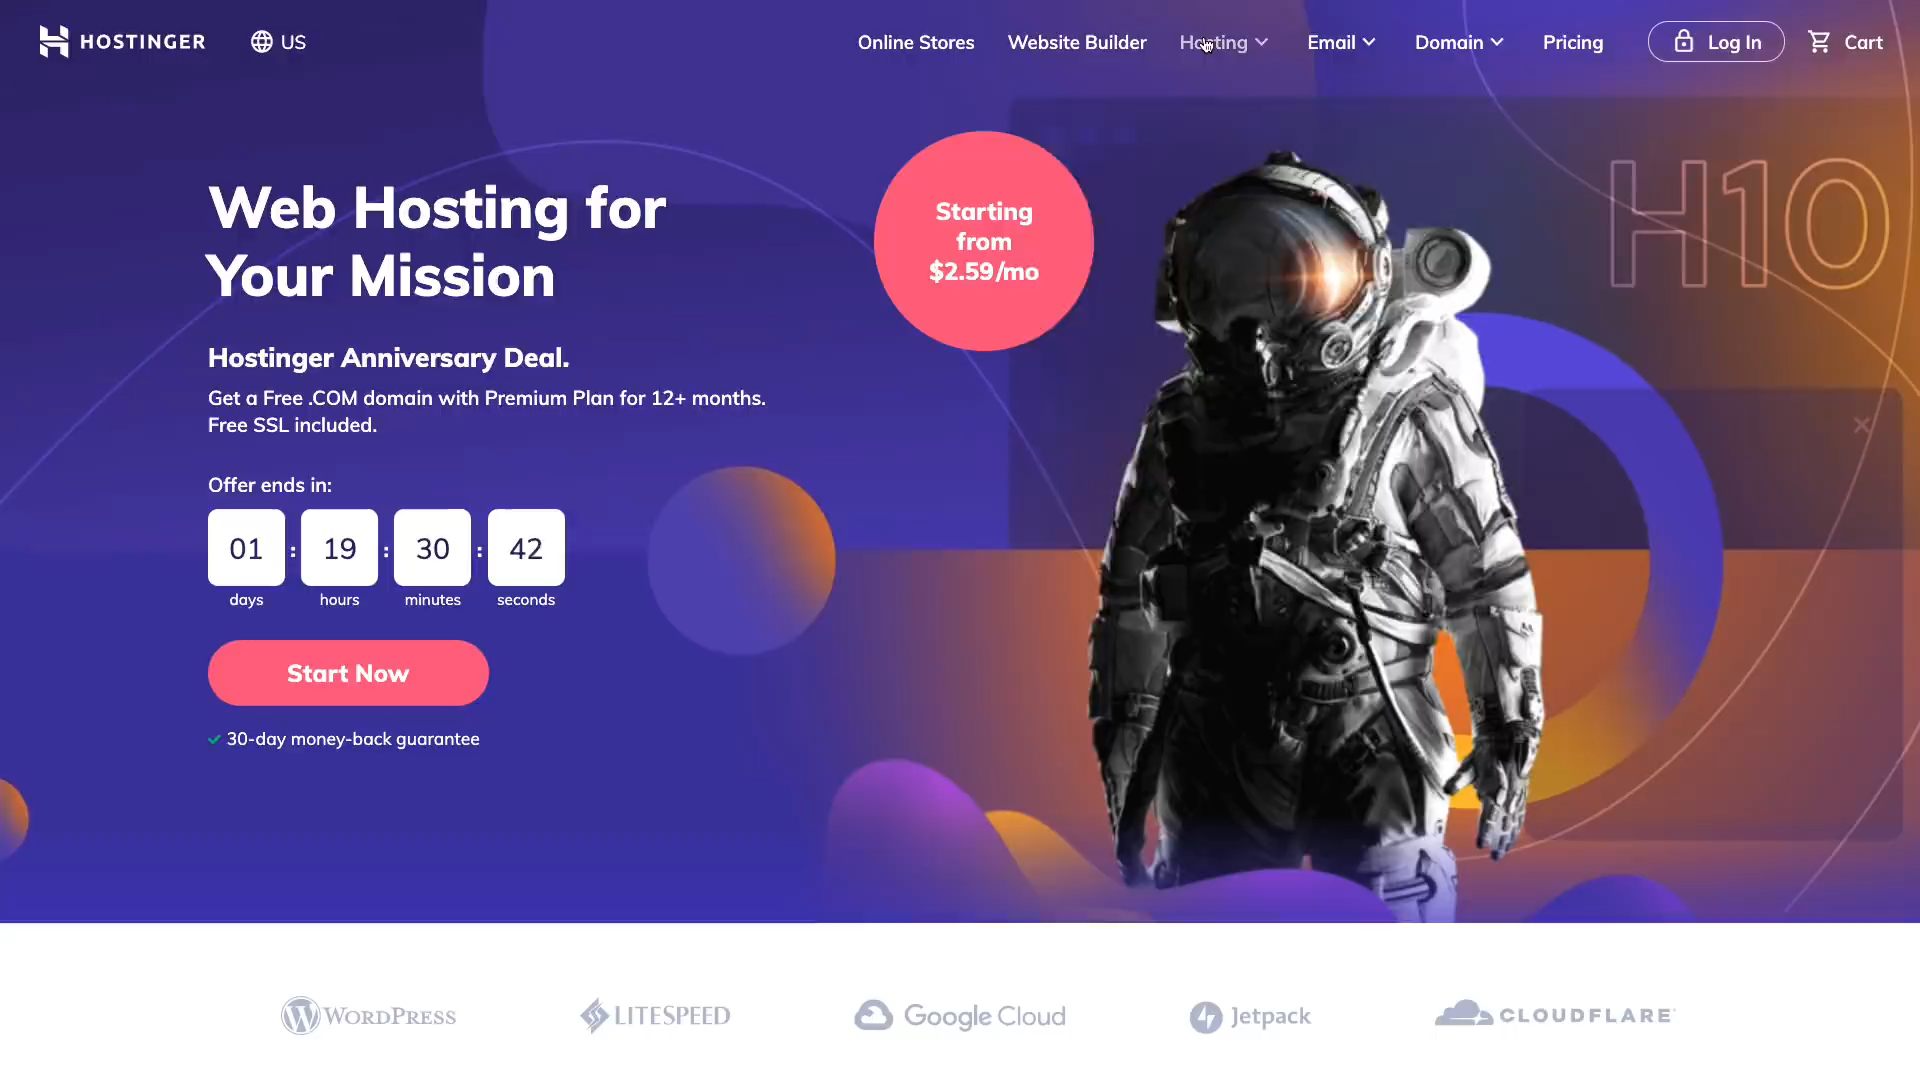 HOSTINGER
US
Online Stores
Website Builder
Hosting
Email
Domain
Pricing
Log In
Cart
Web Hosting for
Your Mission
Starting
from
$2.59/mo
H10
Hostinger Anniversary Deal.
Get a Free .COM domain with Premium Plan for 12+ months.
Free SSL included.
Offer ends in:
01 : 19 : 30 : 42
days hours minutes seconds
Start Now
30-day money-back guarantee
WORDPRESS
LITESPEED
Google Cloud
Jetpack
CLOUDFLARE